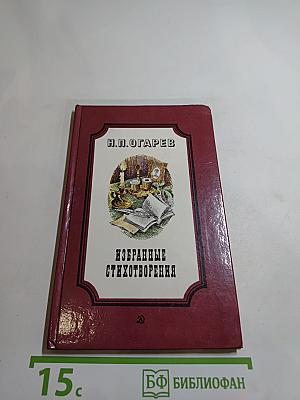 Н.П.ОГАРЕВ
ИЗБРАННЫЕ
СТИХОТВОРЕНИЯ
15с
БФ БИБЛИОФАН